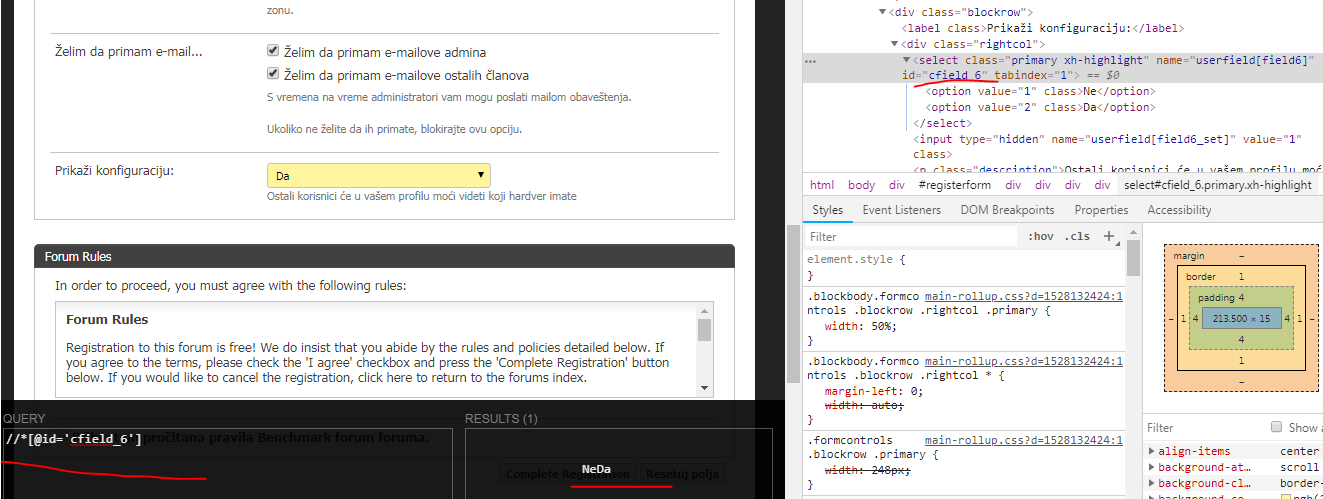 zonu.
Želim da primam e-mail...
Želim da primam e-mailove admina
Želim da primam e-mailove ostalih članova
S vremena na vreme administratori vam mogu poslati mailom obaveštenja.
Ukoliko ne želite da ih primate, blokirajte ovu opciju.
Prikaži konfiguraciju:
Da
Ostali korisnici će u vašem profilu moći videti koji hardver imate
Forum Rules
In order to proceed, you must agree with the following rules:
Forum Rules
Registration to this forum is free! We do insist that you abide by the rules and policies detailed below. If
you agree to the terms, please check the 'I agree' checkbox and press the 'Complete Registration' button
below. If you would like to cancel the registration, click here to return to the forums index.
QUERY
//*[@id='cfield_6']
pročitana pravila Benchmark forum foruma.
RESULTS (1)
NeDa
Complete Registration
Resetuj polja
<div class="blockrow">
<label class>Prikaži konfiguraciju:</label>
<div class="rightcol">
<select class="primary xh-highlight" name="userfield[field6]"
id="cfield_6" tabindex="1"> == $0
<option value="1" class>Ne</option>
<option value="2" class>Da</option>
</select>
<input type="hidden" name="userfield[field6_set]" value="1"
class>
<p class="description">Ostali korisnici će u vašem profilu moći
html body div #registerform div div div div select#cfield_6.primary.xh-highlight
Styles Event Listeners DOM Breakpoints Properties Accessibility
Filter :hov .cls +
element.style {
}
.blockbody.formco main-rollup.css?d=1528132424:1
ntrols .blockrow .rightcol .primary {
width: 50%;
}
.blockbody.formco main-rollup.css?d=1528132424:1
ntrols .blockrow .rightcol * {
margin-left: 0;
width: auto;
}
.formcontrols main-rollup.css?d=1528132424:1
.blockrow .primary {
width: 248px;
}
margin –
border 1
padding 4
– 1 4 213.500 × 15 4 1 –
4
1
–
Filter Show a
align-items center
background-at… scroll
background-cl… border-